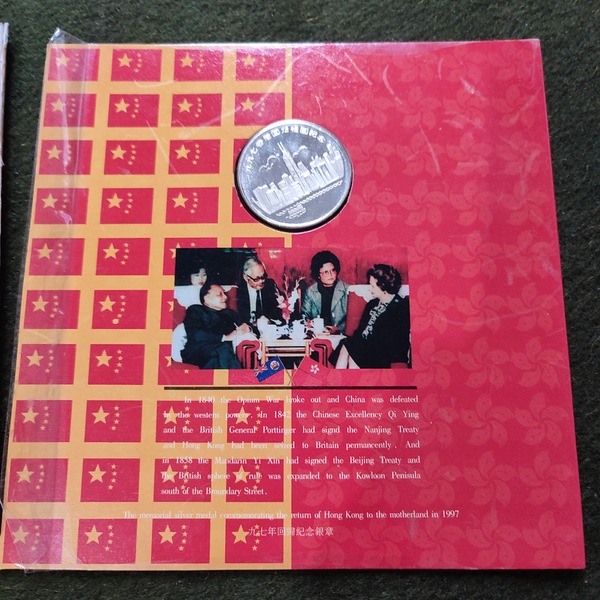 In 1840 the Opium War broke out and China was defeated
by the western power. In 1842 the Chinese Excellency Qi Ying
and the British General Porttinger had signed the Nanjing Treaty
and Hong Kong had been seized to Britain permancently. And
in 1858 the Mandarin Yi Xin had signed the Beijing Treaty and
the British sphere of rule was expanded to the Kowloon Penisula
south of the Broundary Street.
The memorial silver medal commemorating the return of Hong Kong to the motherland in 1997
九七年回歸紀念銀章